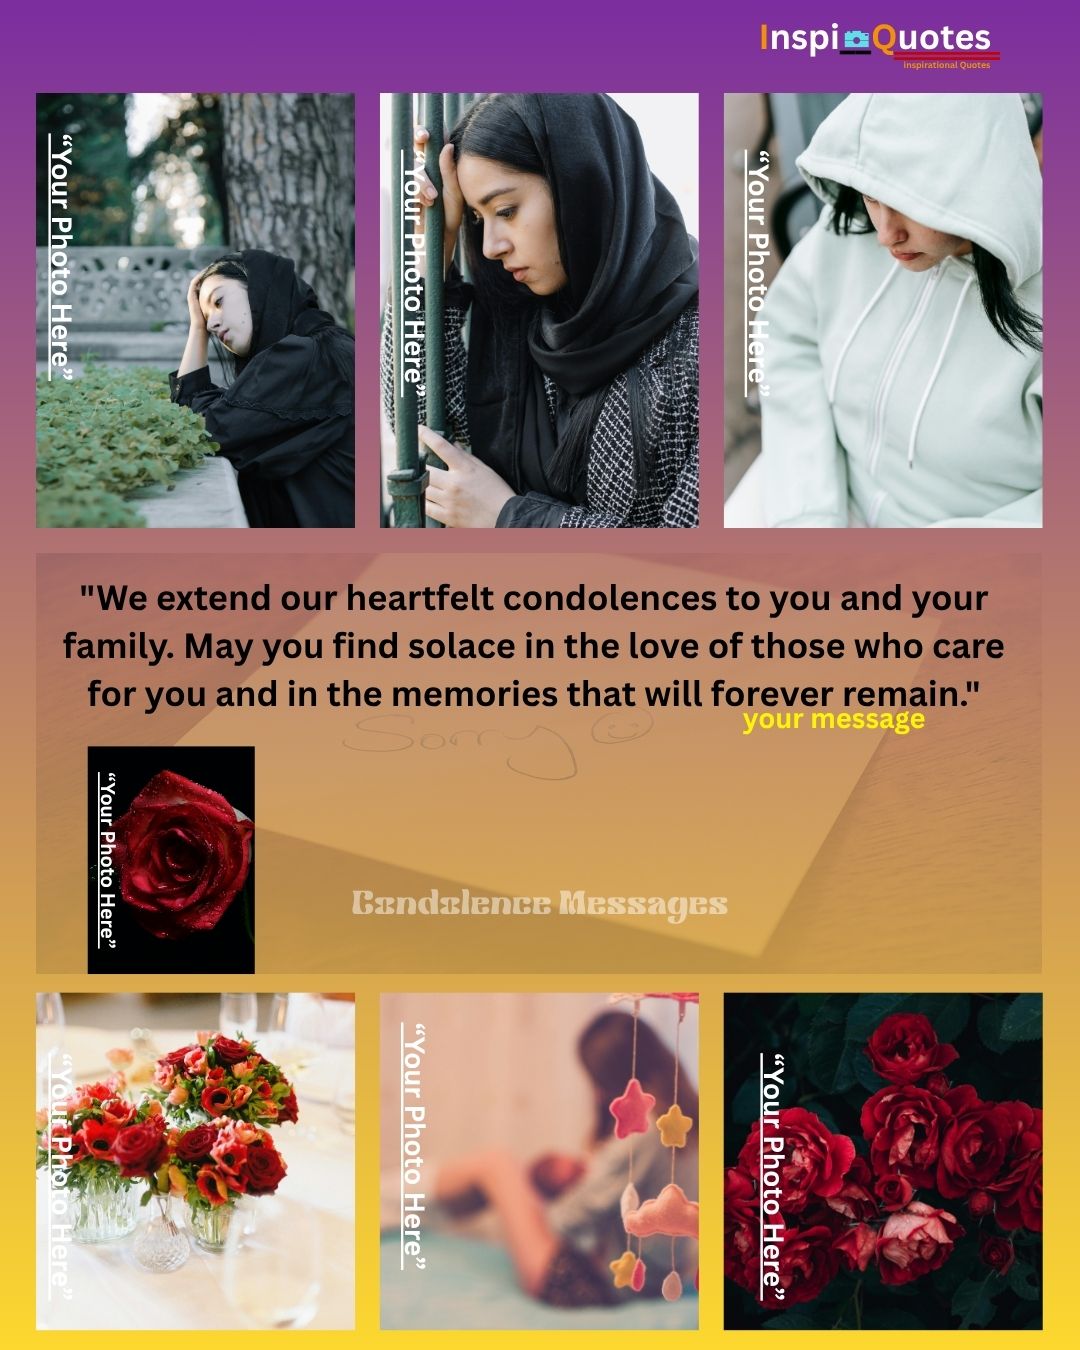 Inspi Quotes
inspirational Quotes
“Your Photo Here”
“Your Photo Here”
“Your Photo Here”
"We extend our heartfelt condolences to you and your
family. May you find solace in the love of those who care
for you and in the memories that will forever remain."
your message
Sorry
“Your Photo Here”
Condolence Messages
“Your Photo Here”
“Your Photo Here”
“Your Photo Here”